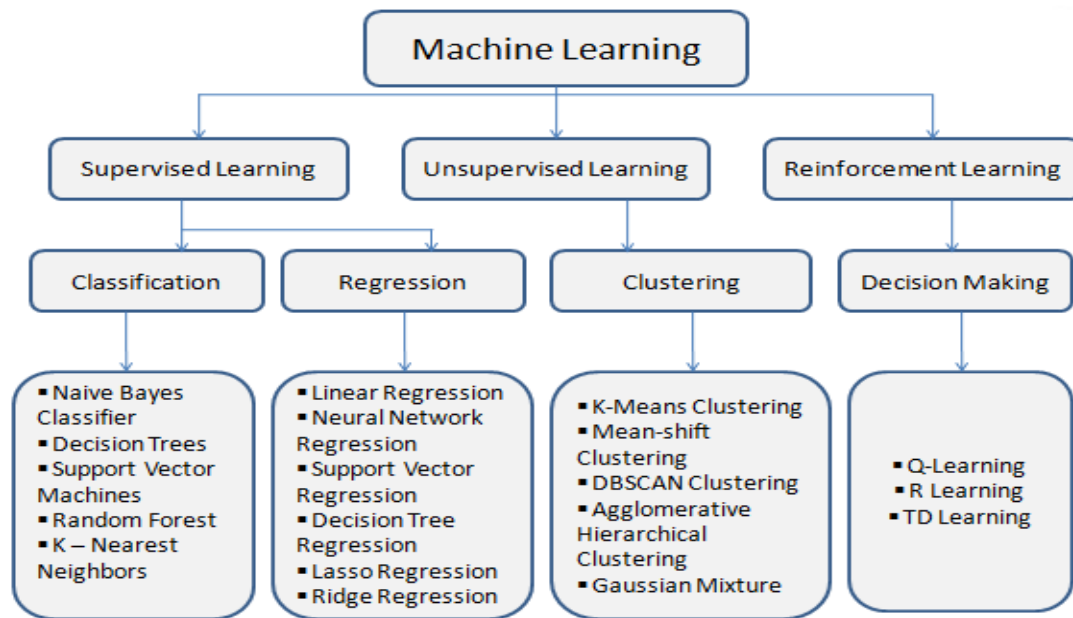 Machine Learning
Supervised Learning
Unsupervised Learning
Reinforcement Learning
Classification
Regression
Clustering
Decision Making
▪ Naive Bayes
Classifier
▪ Decision Trees
▪ Support Vector
Machines
▪ Random Forest
▪ K – Nearest
Neighbors
▪ Linear Regression
▪ Neural Network
Regression
▪ Support Vector
Regression
▪ Decision Tree
Regression
▪ Lasso Regression
▪ Ridge Regression
▪ K-Means Clustering
▪ Mean-shift
Clustering
▪ DBSCAN Clustering
▪ Agglomerative
Hierarchical
Clustering
▪ Gaussian Mixture
▪ Q-Learning
▪ R Learning
▪ TD Learning